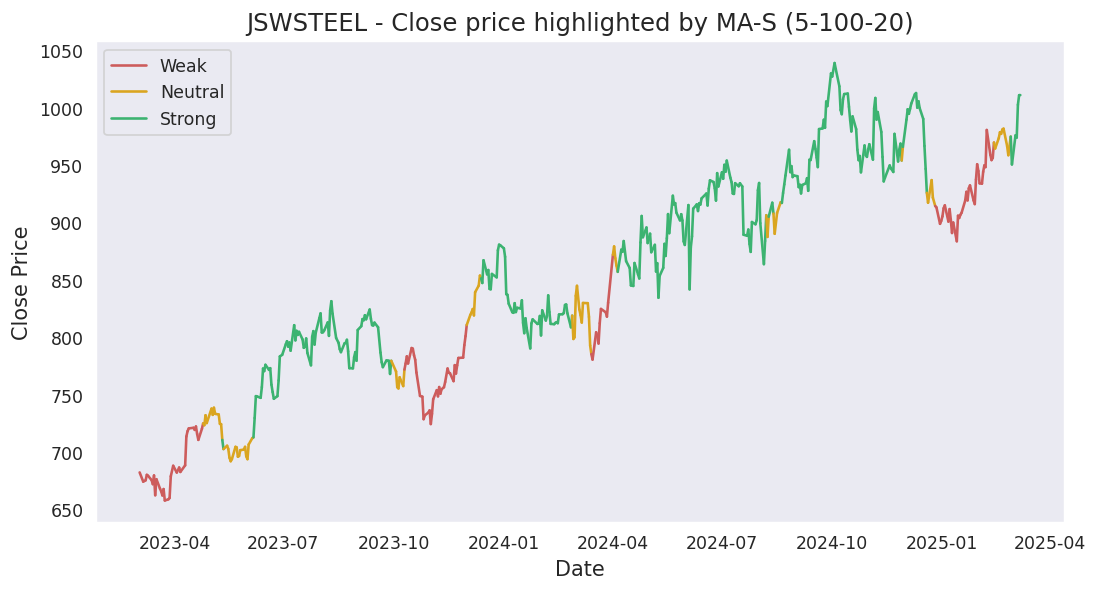 JSWSTEEL - Close price highlighted by MA-S (5-100-20)
Weak
Neutral
Strong
Close Price
1050
1000
950
900
850
800
750
700
650
2023-04 2023-07 2023-10 2024-01 2024-04 2024-07 2024-10 2025-01 2025-04
Date